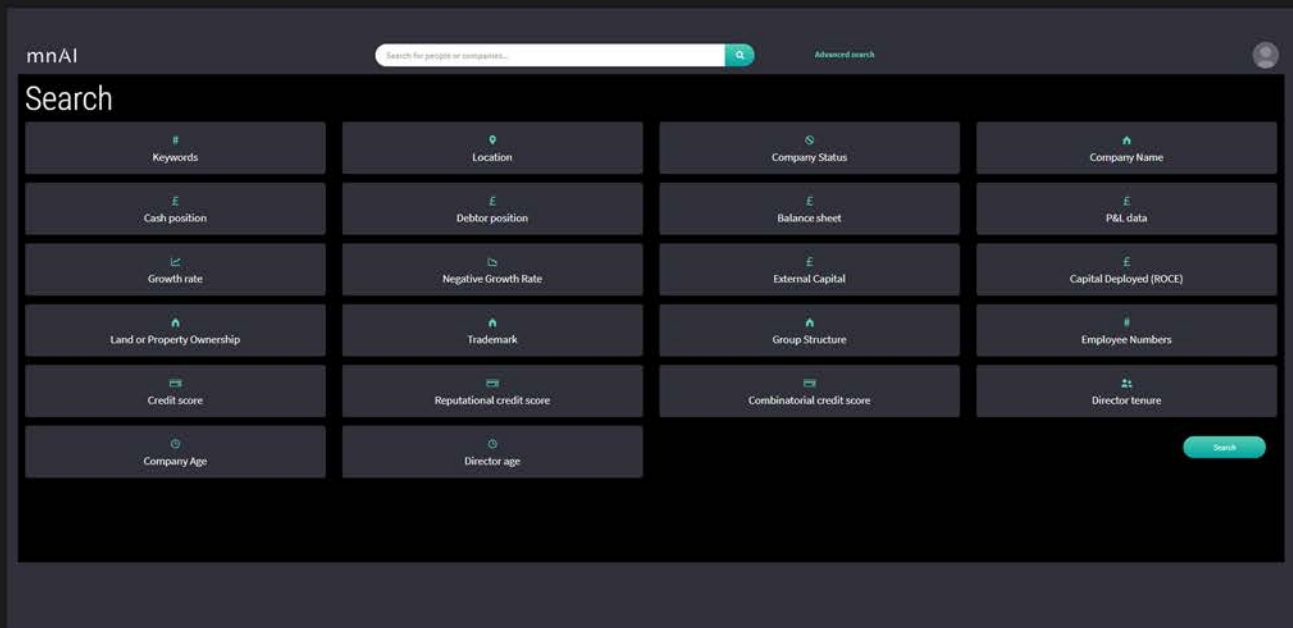 mnAI
Search for people or companies...
Advanced search
Search
# Keywords
Location
Company Status
Company Name
£ Cash position
£ Debtor position
£ Balance sheet
£ P&L data
Growth rate
Negative Growth Rate
£ External Capital
£ Capital Deployed (ROCE)
Land or Property Ownership
Trademark
Group Structure
# Employee Numbers
Credit score
Reputational credit score
Combinatorial credit score
Director tenure
Company Age
Director age
Search